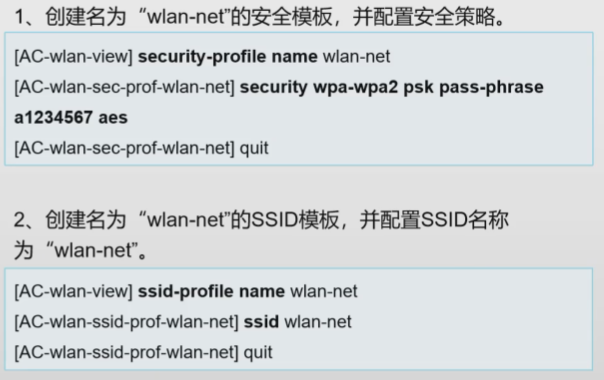 1、创建名为“wlan-net”的安全模板，并配置安全策略。
[AC-wlan-view] security-profile name wlan-net
[AC-wlan-sec-prof-wlan-net] security wpa-wpa2 psk pass-phrase
a1234567 aes
[AC-wlan-sec-prof-wlan-net] quit
2、创建名为“wlan-net”的SSID模板，并配置SSID名称
为“wlan-net”。
[AC-wlan-view] ssid-profile name wlan-net
[AC-wlan-ssid-prof-wlan-net] ssid wlan-net
[AC-wlan-ssid-prof-wlan-net] quit